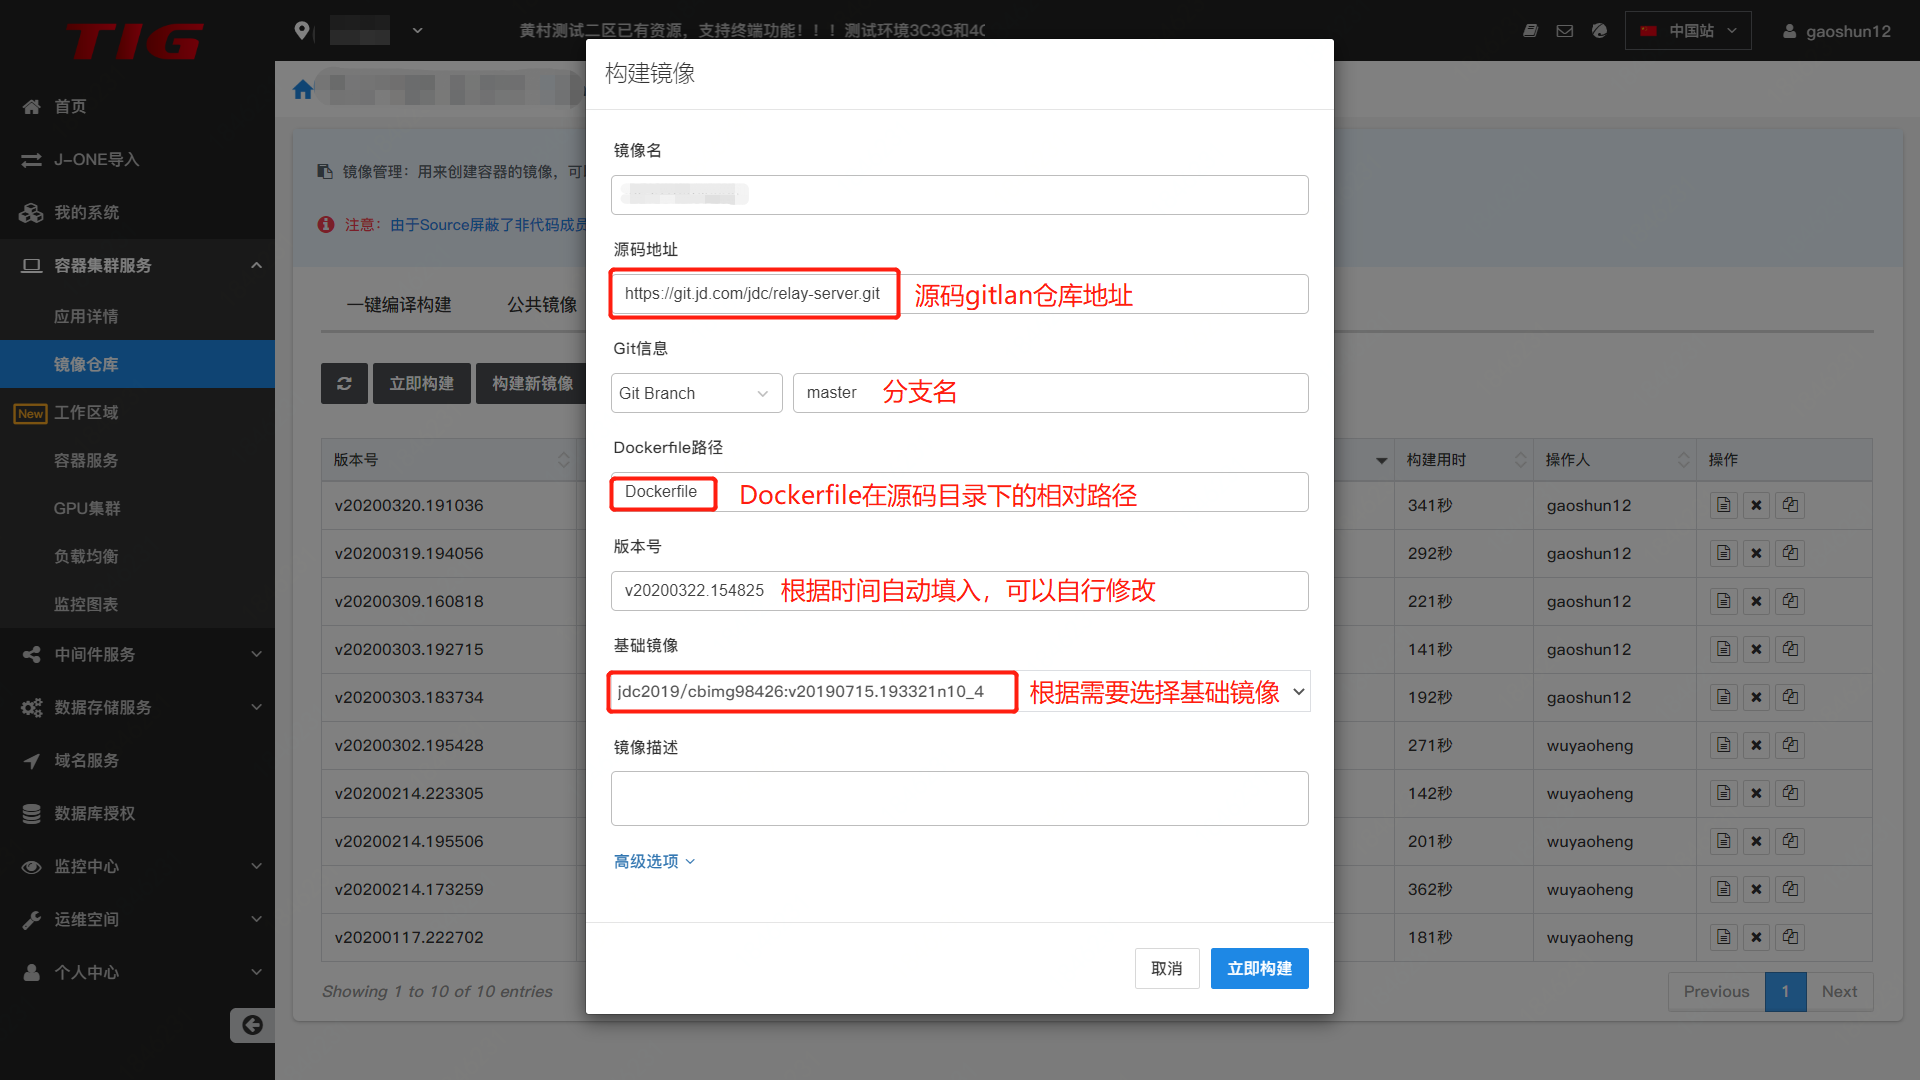 TIG
黄村测试二区已有资源，支持终端功能！！！测试环境3C3G和4C
中国站
gaoshun12
首页
J-ONE导入
我的系统
容器集群服务
应用详情
镜像仓库
New 工作区域
容器服务
GPU集群
负载均衡
监控图表
中间件服务
数据存储服务
域名服务
数据库授权
监控中心
运维空间
个人中心
镜像管理：用来创建容器的镜像，可
注意：由于Source屏蔽了非代码成员
一键编译构建 公共镜像
立即构建 构建新镜像
版本号 构建用时 操作人 操作
v20200320.191036 341秒 gaoshun12
v20200319.194056 292秒 gaoshun12
v20200309.160818 221秒 gaoshun12
v20200303.192715 141秒 gaoshun12
v20200303.183734 192秒 gaoshun12
v20200302.195428 271秒 wuyaoheng
v20200214.223305 142秒 wuyaoheng
v20200214.195506 201秒 wuyaoheng
v20200214.173259 362秒 wuyaoheng
v20200117.222702 181秒 wuyaoheng
Showing 1 to 10 of 10 entries
Previous 1 Next
构建镜像
镜像名
源码地址
https://git.jd.com/jdc/relay-server.git 源码gitlan仓库地址
Git信息
Git Branch master 分支名
Dockerfile路径
Dockerfile Dockerfile在源码目录下的相对路径
版本号
v20200322.154825 根据时间自动填入，可以自行修改
基础镜像
jdc2019/cbimg98426:v20190715.193321n10_4 根据需要选择基础镜像
镜像描述
高级选项
取消 立即构建